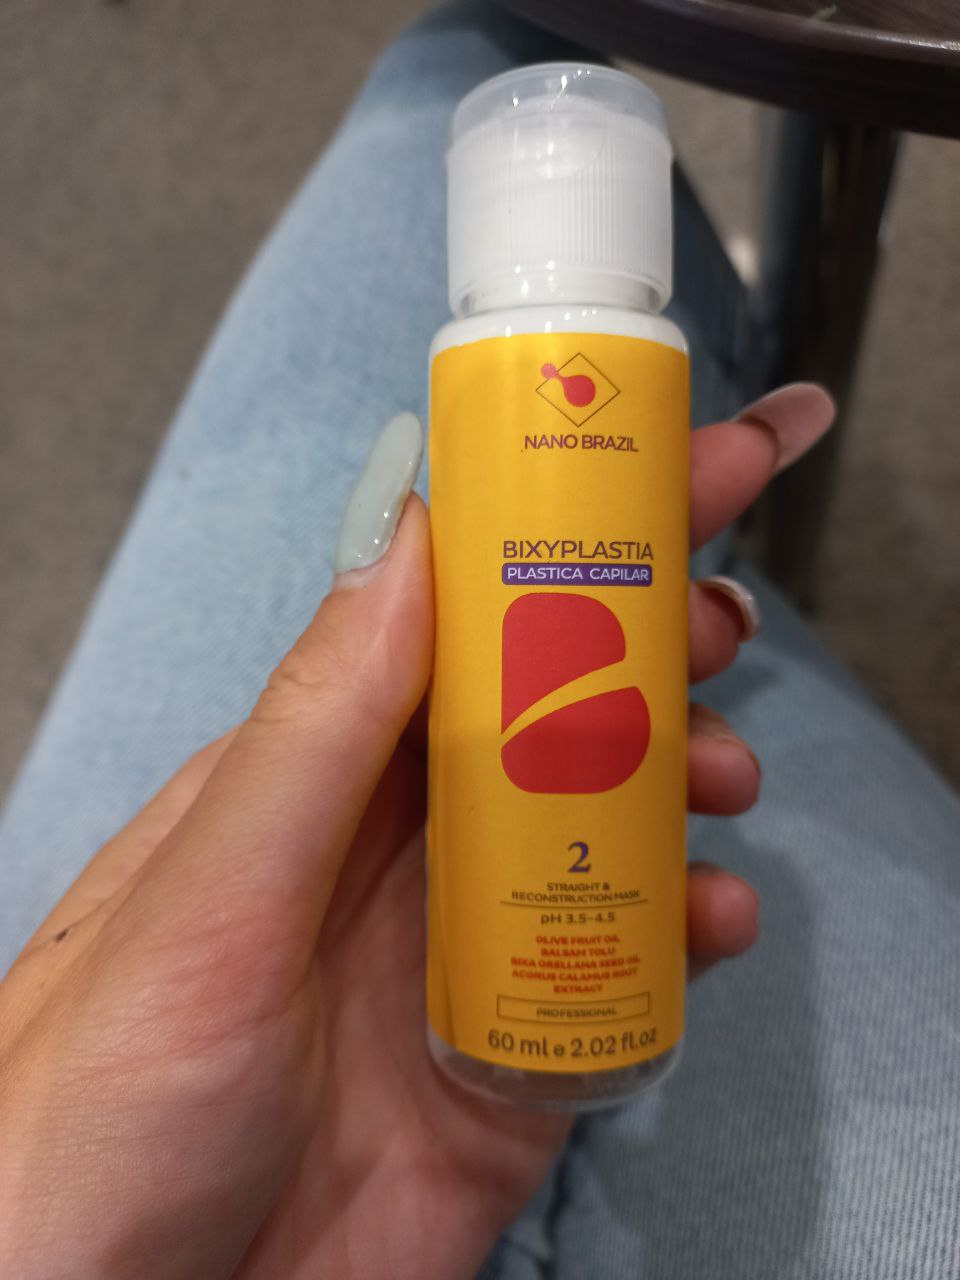 NANO BRAZIL
BIXYPLASTIA
PLASTICA CAPILAR
B
2
STRAIGHT &
RECONSTRUCTION MASK
pH 3.5-4.5
OLIVE FRUIT OIL
BALSAM TOLU
BIXA ORELLANA SEED OIL
ACORUS CALAMUS ROOT
EXTRACT
PROFESSIONAL
60 ml e 2.02 fl.oz